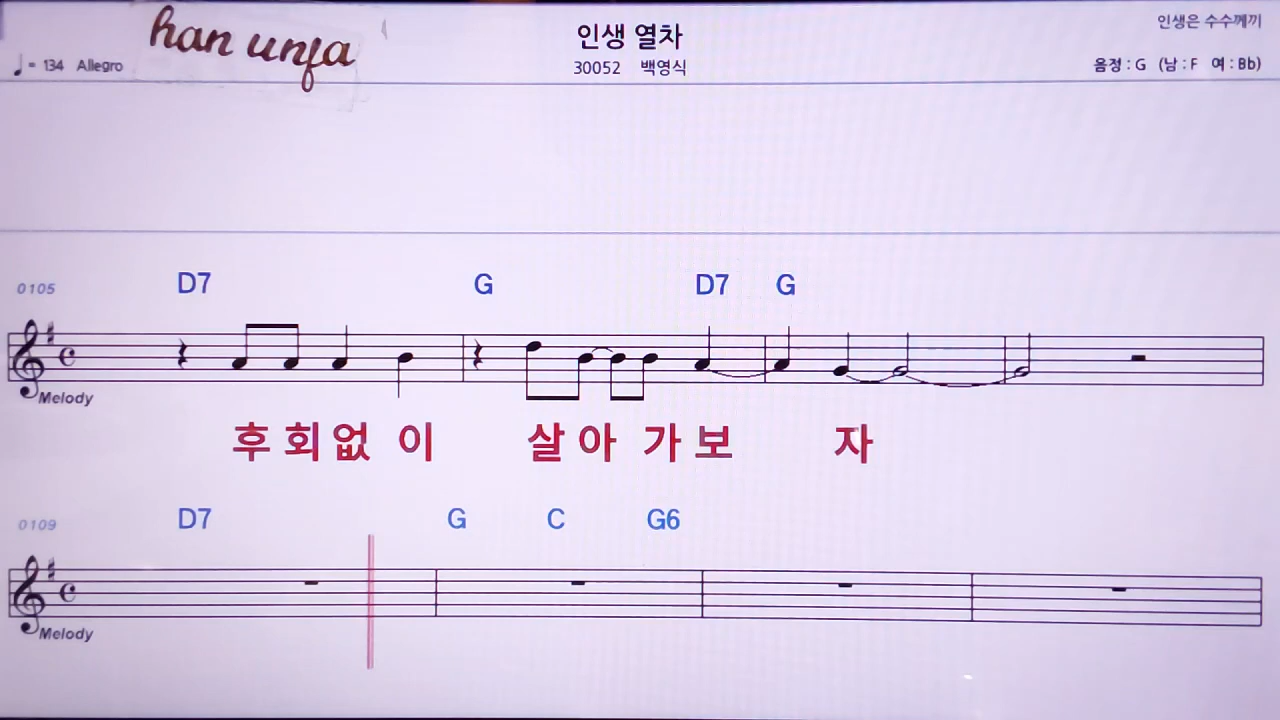 han unja
인생 열차
인생은 수수께끼
♩= 134 Allegro
30052 백영식
음정 : G (남 : F 여 : Bb)
0105 D7 G D7 G
Melody
후 회 없 이 살 아 가 보 자
0109 D7 G C G6
Melody